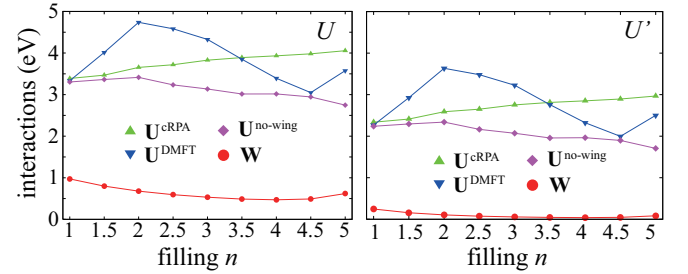 5
4
3
2
1
0
interactions (eV)
U
U^cRPA
U^DMFT
U^no-wing
W
1 1.5 2 2.5 3 3.5 4 4.5 5
filling n
U'
U^cRPA
U^DMFT
U^no-wing
W
1 1.5 2 2.5 3 3.5 4 4.5 5
filling n